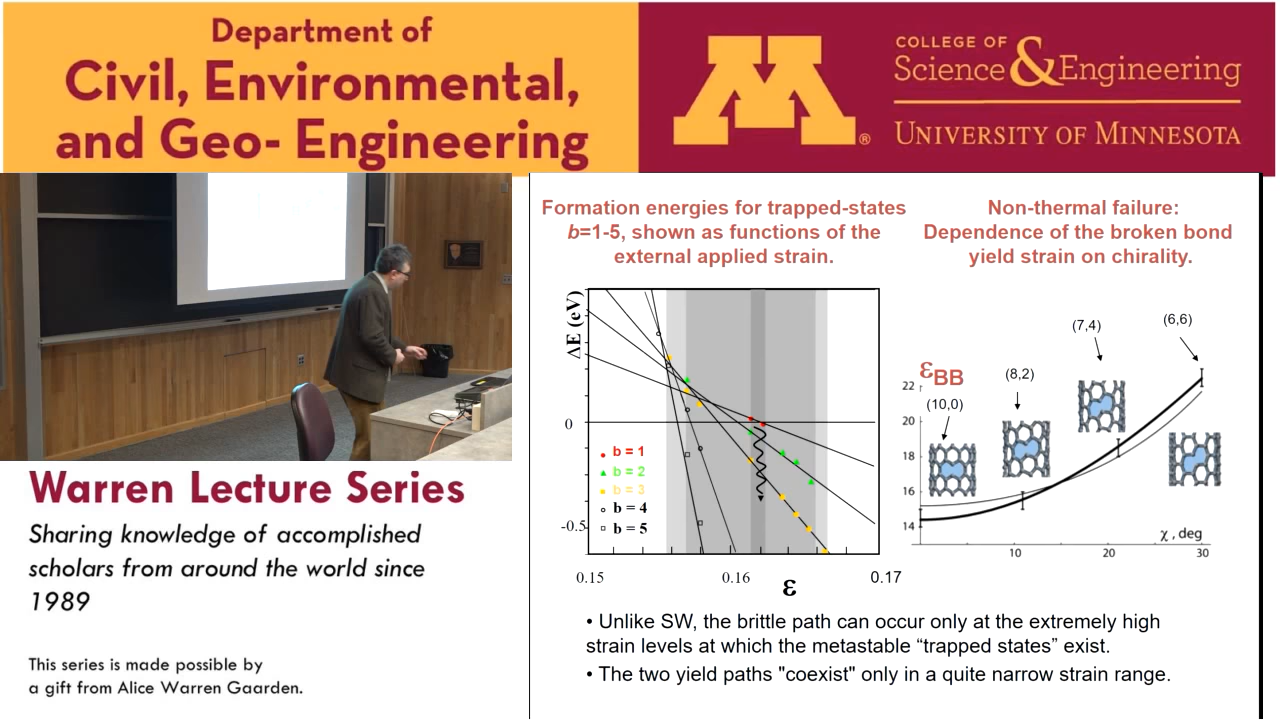 Department of
Civil, Environmental,
and Geo- Engineering
M
®
COLLEGE OF
Science & Engineering
UNIVERSITY OF MINNESOTA
Warren Lecture Series
Sharing knowledge of accomplished
scholars from around the world since
1989
This series is made possible by
a gift from Alice Warren Gaarden.
Formation energies for trapped-states
b=1-5, shown as functions of the
external applied strain.
ΔE (eV)
0
-0.5
b = 1
b = 2
b = 3
b = 4
b = 5
0.15
0.16
0.17
ε
Non-thermal failure:
Dependence of the broken bond
yield strain on chirality.
εBB
(10,0)
(8,2)
(7,4)
(6,6)
22
20
18
16
14
10
20
30
χ , deg
• Unlike SW, the brittle path can occur only at the extremely high
strain levels at which the metastable “trapped states” exist.
• The two yield paths "coexist" only in a quite narrow strain range.